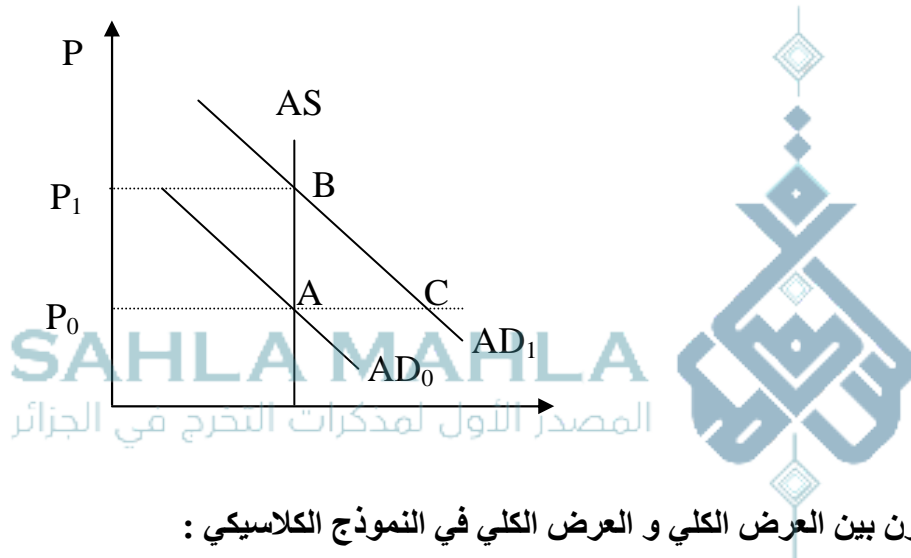 P
AS
P1
B
P0
A
C
AD1
AD0
SAHLA MAHLA
المصدر الأول لمذكرات التخرج في الجزائر
بين العرض الكلي و العرض الكلي في النموذج الكلاسيكي :